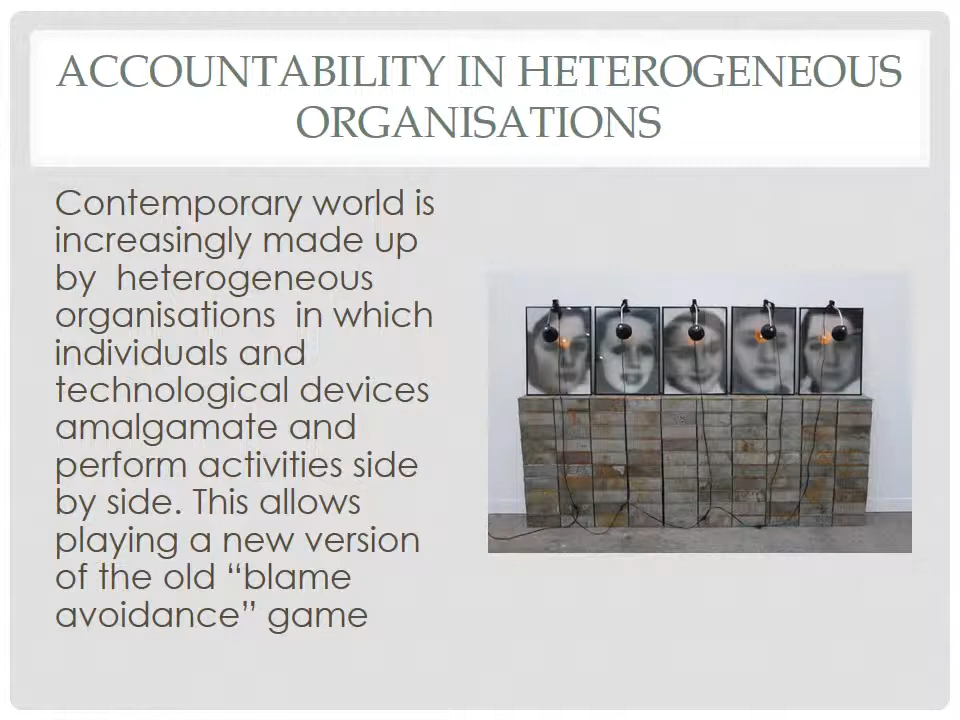 ACCOUNTABILITY IN HETEROGENEOUS
ORGANISATIONS
Contemporary world is
increasingly made up
by  heterogeneous
organisations  in which
individuals and
technological devices
amalgamate and
perform activities side
by side. This allows
playing a new version
of the old “blame
avoidance” game